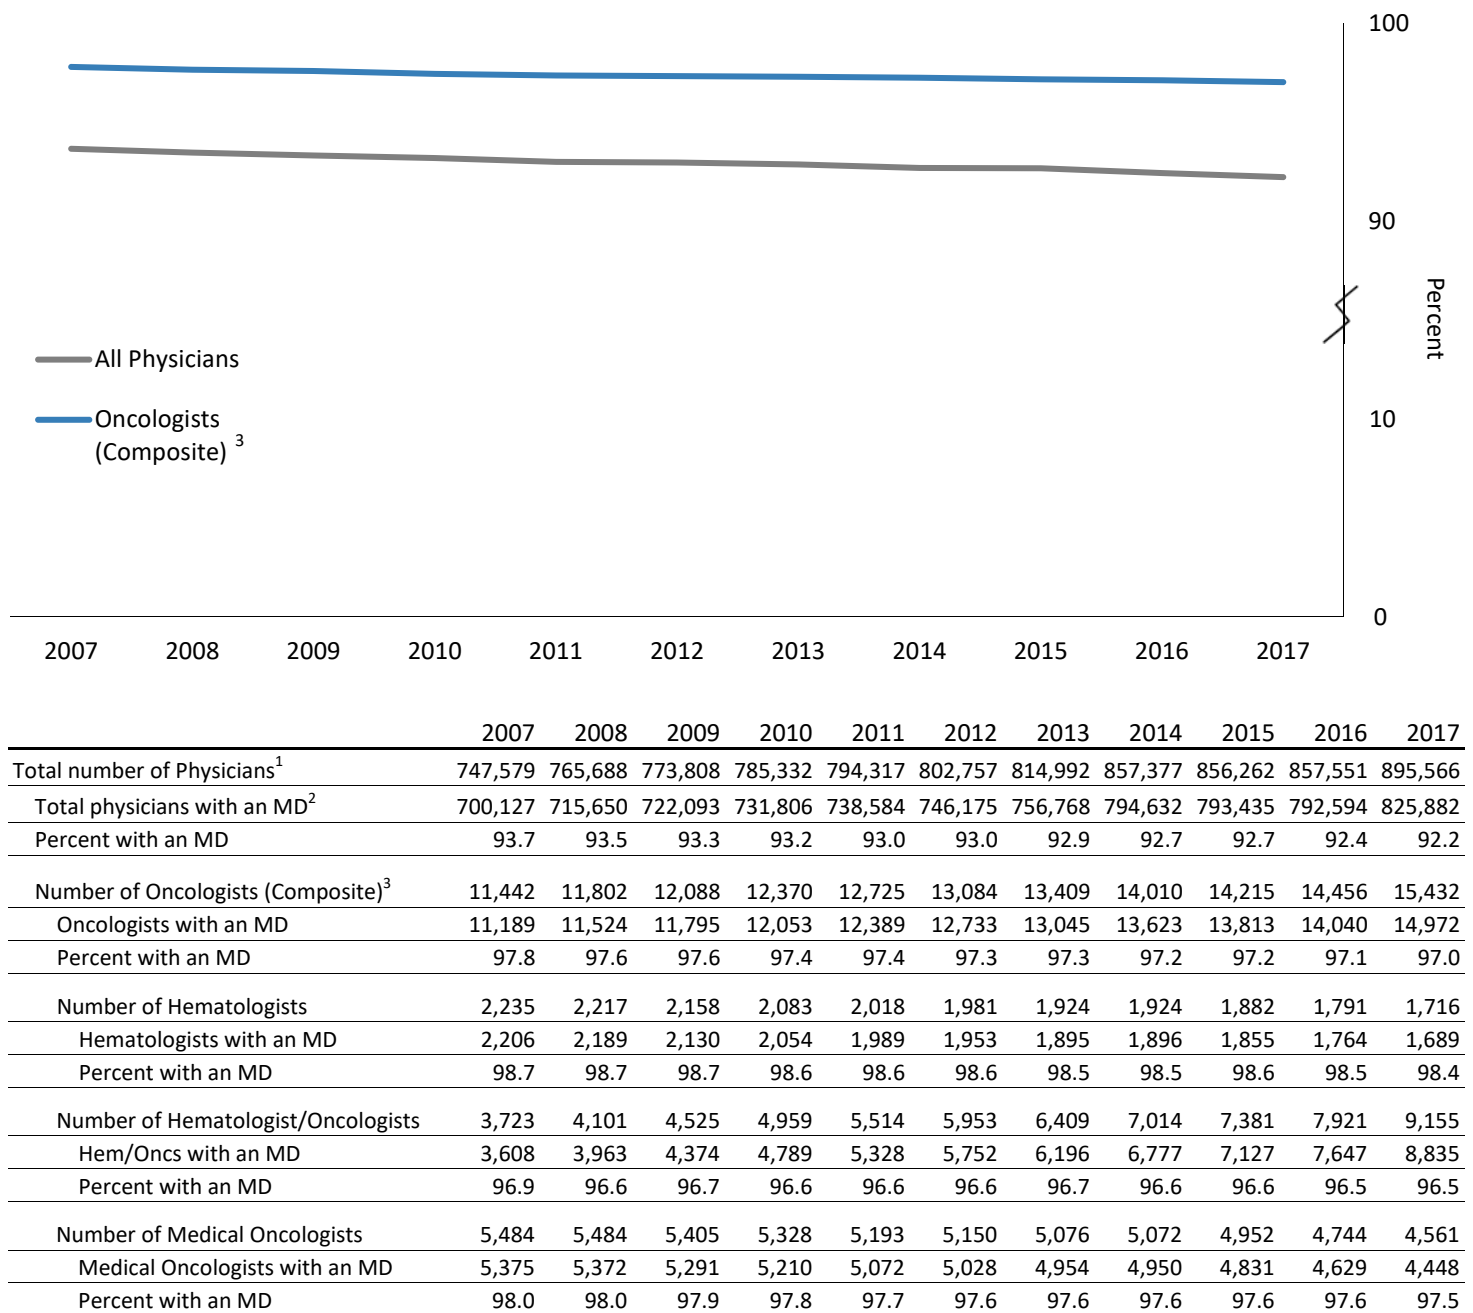 100
90
Percent
All Physicians
Oncologists
(Composite) 3
10
0
2007 2008 2009 2010 2011 2012 2013 2014 2015 2016 2017
2007 2008 2009 2010 2011 2012 2013 2014 2015 2016 2017
Total number of Physicians1 747,579 765,688 773,808 785,332 794,317 802,757 814,992 857,377 856,262 857,551 895,566
Total physicians with an MD2 700,127 715,650 722,093 731,806 738,584 746,175 756,768 794,632 793,435 792,594 825,882
Percent with an MD 93.7 93.5 93.3 93.2 93.0 93.0 92.9 92.7 92.7 92.4 92.2
Number of Oncologists (Composite)3 11,442 11,802 12,088 12,370 12,725 13,084 13,409 14,010 14,215 14,456 15,432
Oncologists with an MD 11,189 11,524 11,795 12,053 12,389 12,733 13,045 13,623 13,813 14,040 14,972
Percent with an MD 97.8 97.6 97.6 97.4 97.4 97.3 97.3 97.2 97.2 97.1 97.0
Number of Hematologists 2,235 2,217 2,158 2,083 2,018 1,981 1,924 1,924 1,882 1,791 1,716
Hematologists with an MD 2,206 2,189 2,130 2,054 1,989 1,953 1,895 1,896 1,855 1,764 1,689
Percent with an MD 98.7 98.7 98.7 98.6 98.6 98.6 98.5 98.5 98.6 98.5 98.4
Number of Hematologist/Oncologists 3,723 4,101 4,525 4,959 5,514 5,953 6,409 7,014 7,381 7,921 9,155
Hem/Oncs with an MD 3,608 3,963 4,374 4,789 5,328 5,752 6,196 6,777 7,127 7,647 8,835
Percent with an MD 96.9 96.6 96.7 96.6 96.6 96.6 96.7 96.6 96.6 96.5 96.5
Number of Medical Oncologists 5,484 5,484 5,405 5,328 5,193 5,150 5,076 5,072 4,952 4,744 4,561
Medical Oncologists with an MD 5,375 5,372 5,291 5,210 5,072 5,028 4,954 4,950 4,831 4,629 4,448
Percent with an MD 98.0 98.0 97.9 97.8 97.7 97.6 97.6 97.6 97.6 97.6 97.5